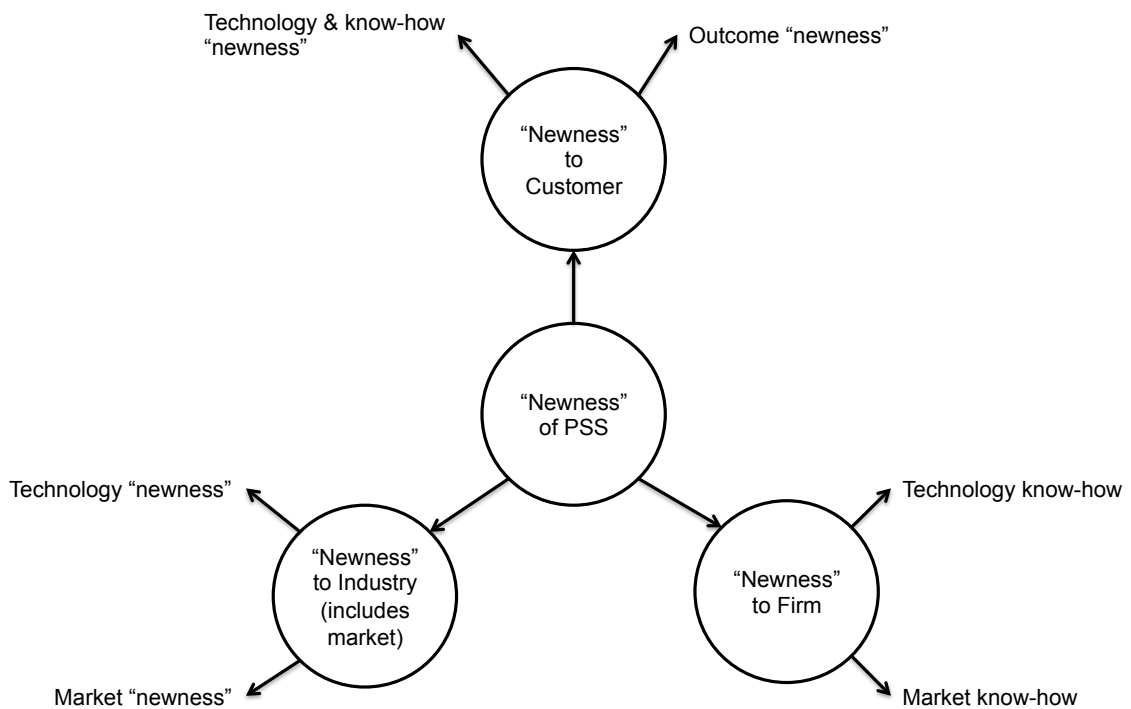 Technology & know-how
“newness”
Outcome “newness”
“Newness”
to
Customer
“Newness”
of PSS
Technology “newness”
Technology know-how
“Newness”
to Industry
(includes
market)
“Newness”
to Firm
Market “newness”
Market know-how